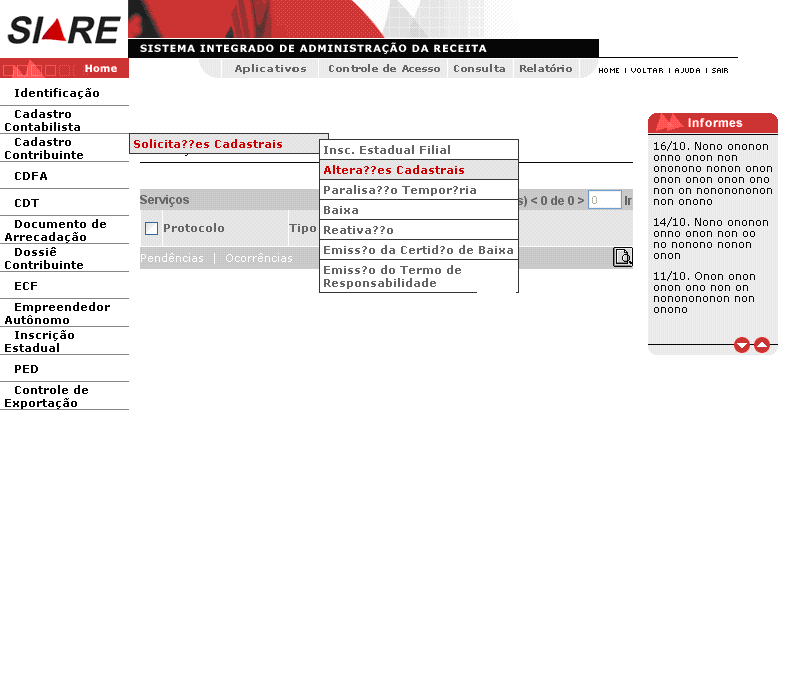 SIARE
SISTEMA INTEGRADO DE ADMINISTRAÇÃO DA RECEITA
Home
Aplicativos
Controle de Acesso
Consulta
Relatório
HOME | VOLTAR | AJUDA | SAIR
Identificação
Cadastro
Contabilista
Cadastro
Contribuinte
CDFA
CDT
Documento de
Arrecadação
Dossiê
Contribuinte
ECF
Empreendedor
Autônomo
Inscrição
Estadual
PED
Controle de
Exportação
Solicita??es Cadastrais
Insc. Estadual Filial
Altera??es Cadastrais
Paralisa??o Tempor?ria
Baixa
Reativa??o
Emiss?o da Certid?o de Baixa
Emiss?o do Termo de
Responsabilidade
Serviços
s) < 0 de 0 > 0 Ir
Protocolo
Tipo
Pendências | Ocorrências
Informes
16/10. Nono ononon
onno onon non
ononono nonon onon
onon onon onon ono
non on nonononono​non
non onono
14/10. Nono ononon
onno onon non oo
no nonono nonon
onon
11/10. Onon onon
onon ono non on
nonononon​on non
onono